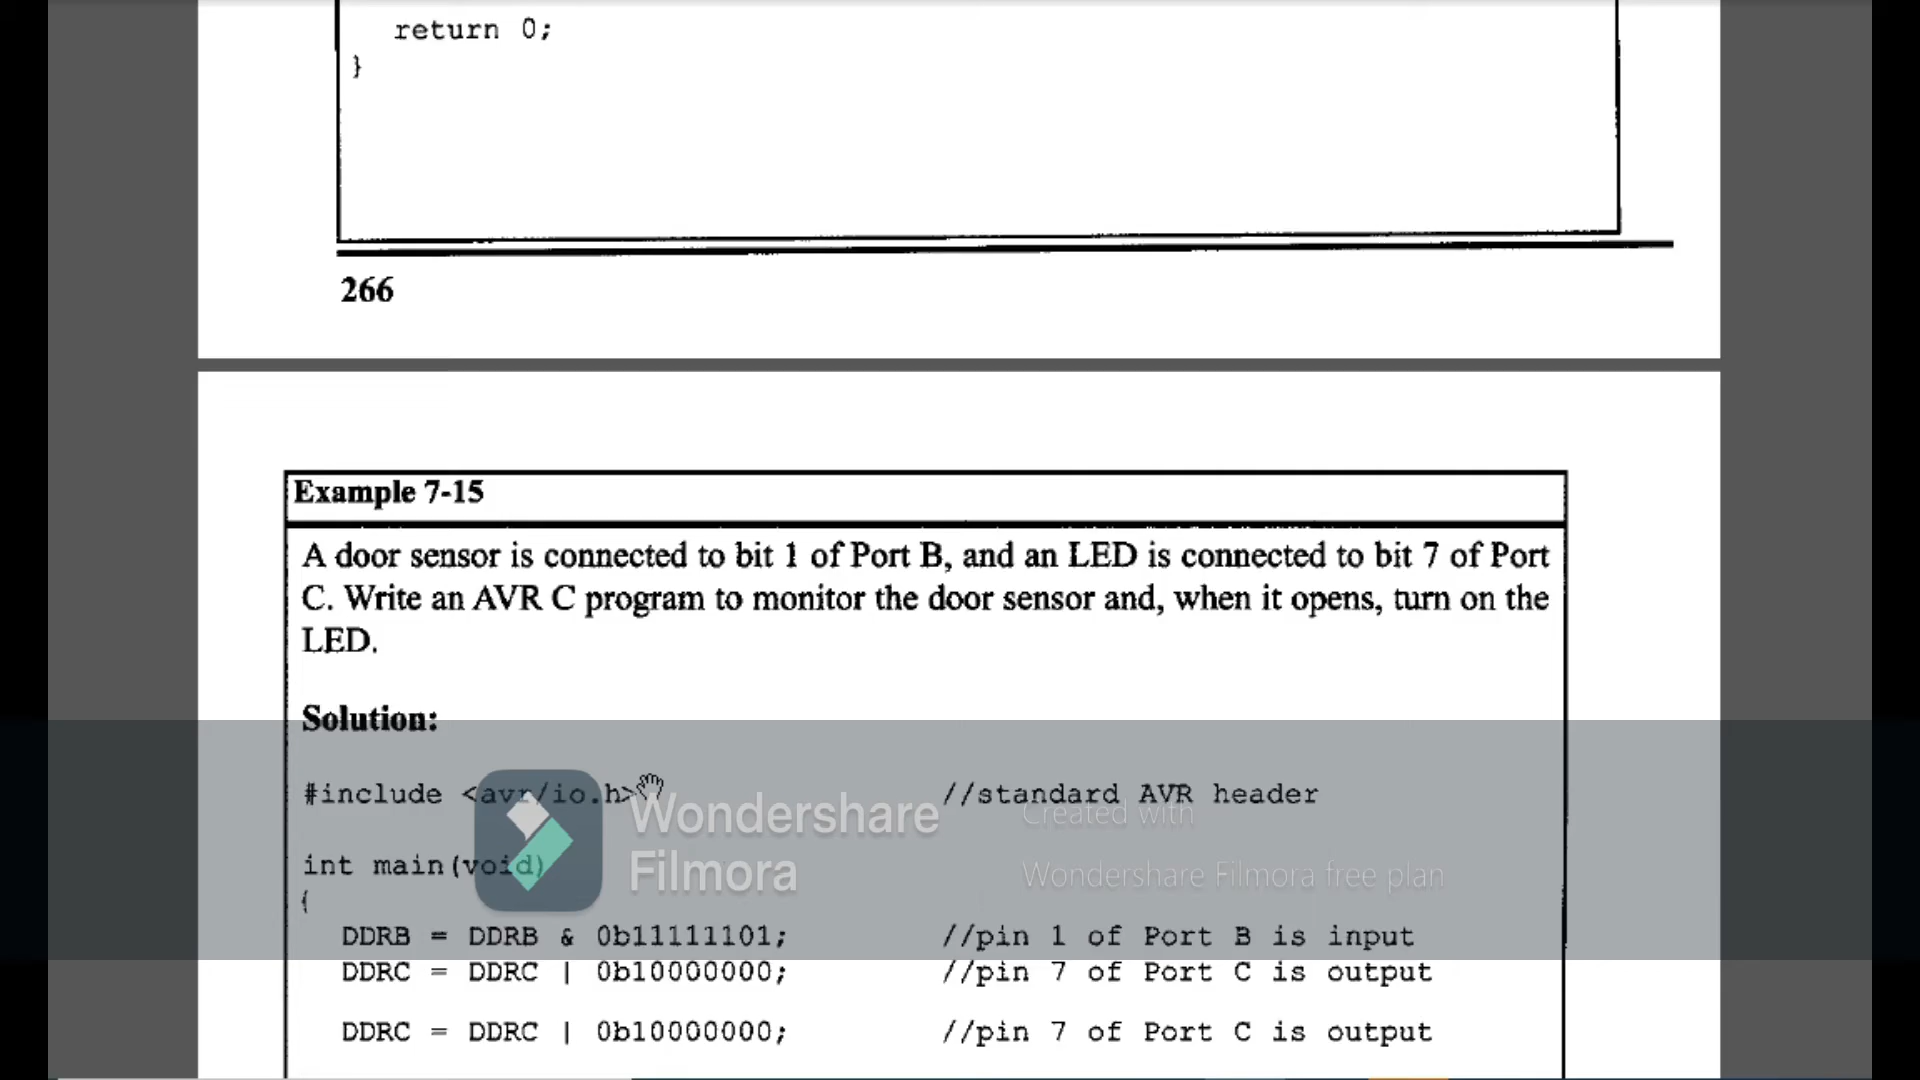 return 0;
}
266
Example 7-15
A door sensor is connected to bit 1 of Port B, and an LED is connected to bit 7 of Port
C. Write an AVR C program to monitor the door sensor and, when it opens, turn on the
LED.
Solution:
#include <avr/io.h> //standard AVR header
Wondershare
Filmora
Created with
Wondershare Filmora free plan
int main(void)
{
DDRB = DDRB & 0b11111101; //pin 1 of Port B is input
DDRC = DDRC | 0b10000000; //pin 7 of Port C is output
DDRC = DDRC | 0b10000000; //pin 7 of Port C is output